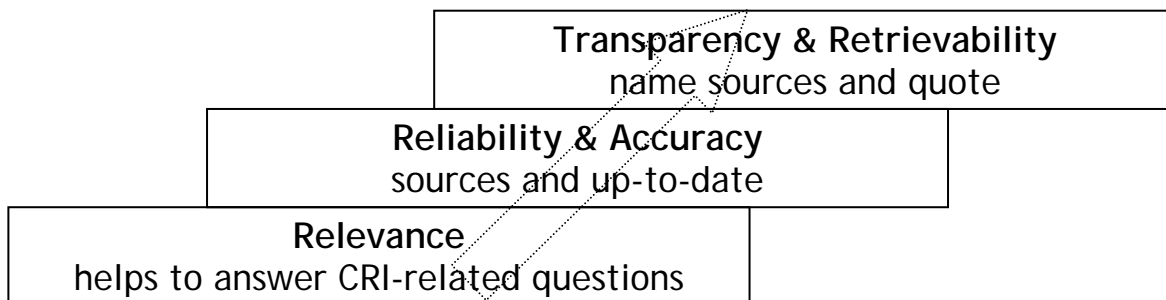 Transparency & Retrievability
name sources and quote
Reliability & Accuracy
sources and up-to-date
Relevance
helps to answer CRI-related questions